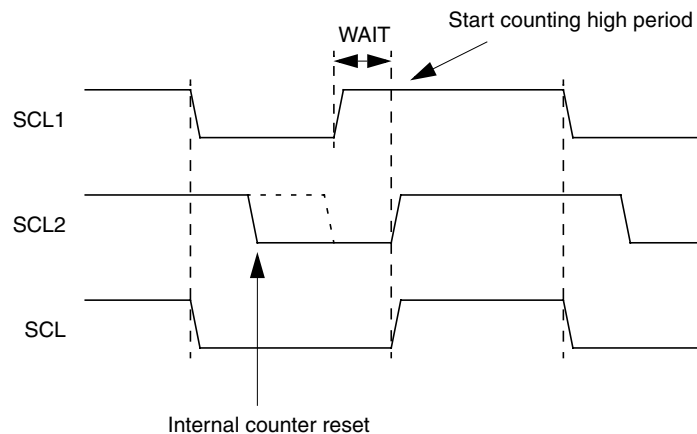 Start counting high period
WAIT
SCL1
SCL2
SCL
Internal counter reset